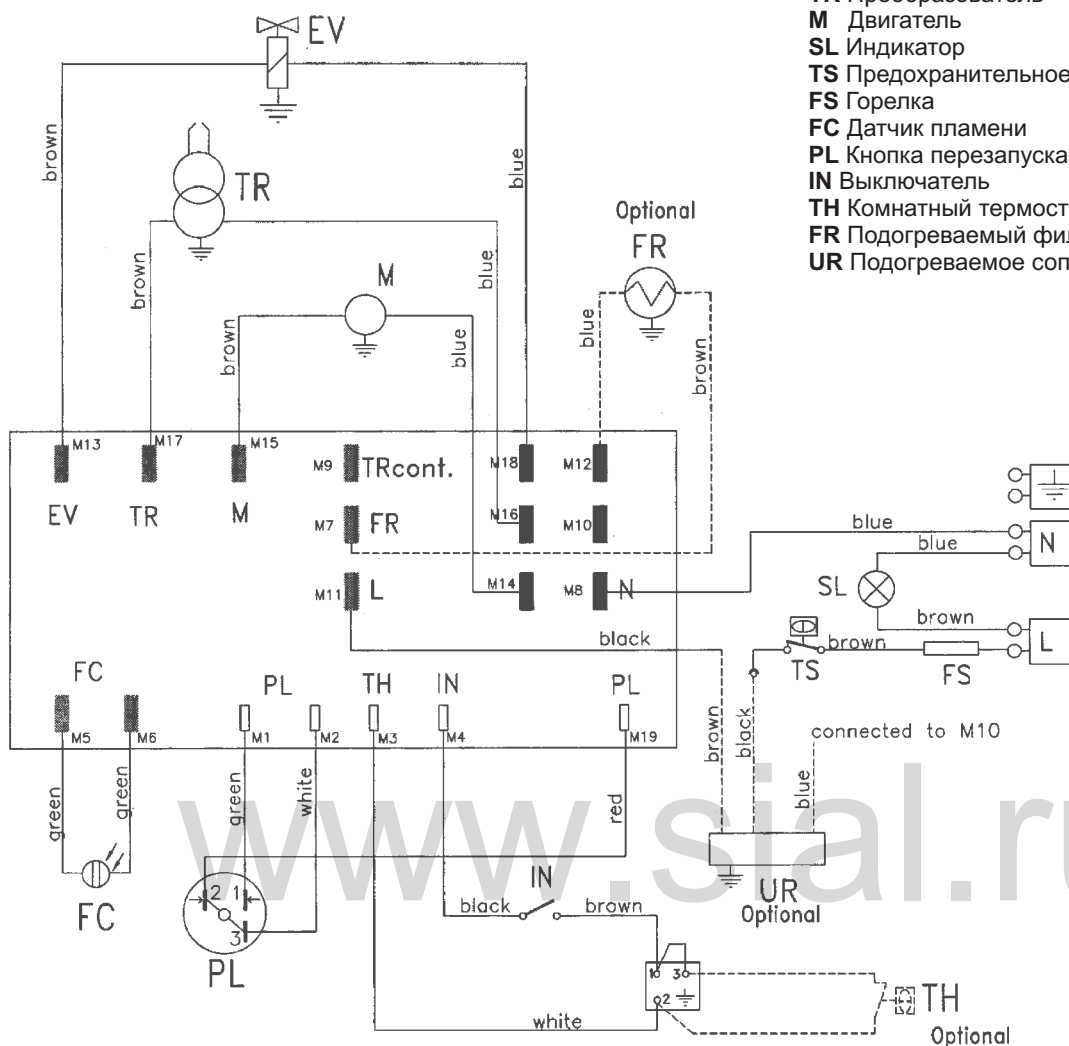 M Двигатель
SL Индикатор
TS Предохранительное
FS Горелка
FC Датчик пламени
PL Кнопка перезапуска
IN Выключатель
TH Комнатный термост
FR Подогреваемый фил
UR Подогреваемое соп
EV
brown
blue
TR
brown
blue
M
brown
blue
Optional
FR
blue
brown
M13
M17
M15
M9
TRcont.
M18
M12
EV
TR
M
M7
FR
M16
M10
M11
L
M14
M8
N
blue
blue
N
SL
brown
L
black
TS
brown
FS
FC
PL
TH
IN
PL
M5
M6
M1
M2
M3
M4
M19
connected to M10
green
green
green
white
red
brown
black
blue
www.sial.ru
FC
2
1
3
PL
black
IN
brown
UR
Optional
1
3
2
TH
white
Optional